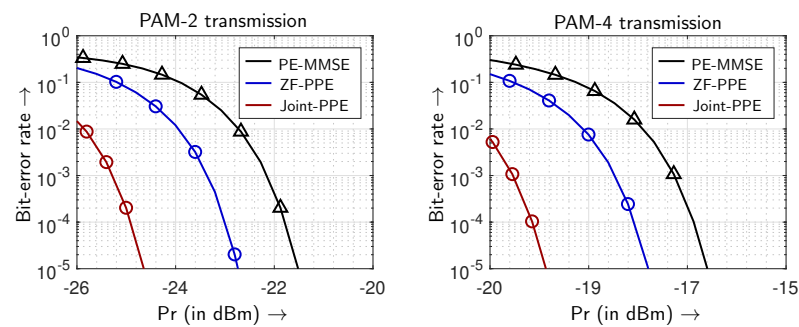 PAM-2 transmission
10^0
10^-1
10^-2
10^-3
10^-4
10^-5
Bit-error rate →
-26
-24
-22
-20
Pr (in dBm) →
PE-MMSE
ZF-PPE
Joint-PPE
PAM-4 transmission
10^0
10^-1
10^-2
10^-3
10^-4
10^-5
Bit-error rate →
-20
-19
-17
-15
Pr (in dBm) →
PE-MMSE
ZF-PPE
Joint-PPE